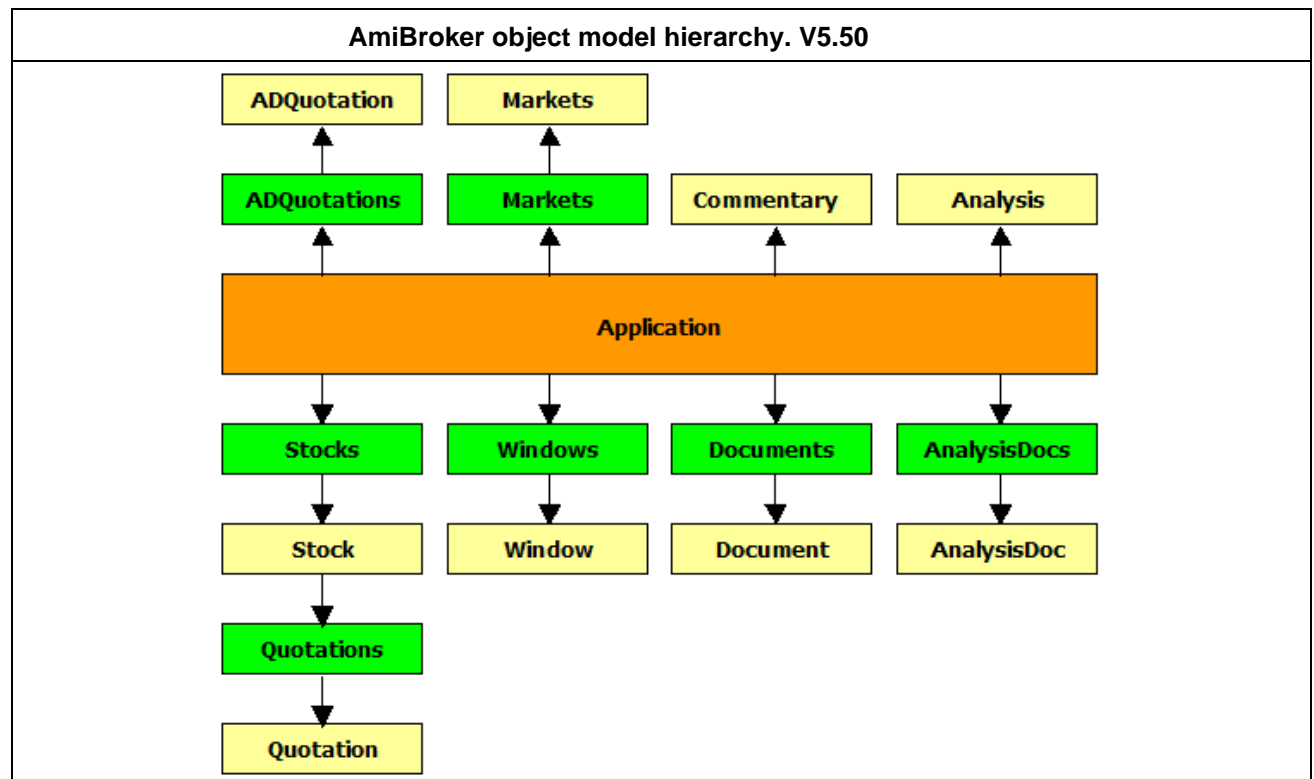 AmiBroker object model hierarchy. V5.50
ADQuotation Markets
ADQuotations Markets Commentary Analysis
Application
Stocks Windows Documents AnalysisDocs
Stock Window Document AnalysisDoc
Quotations
Quotation